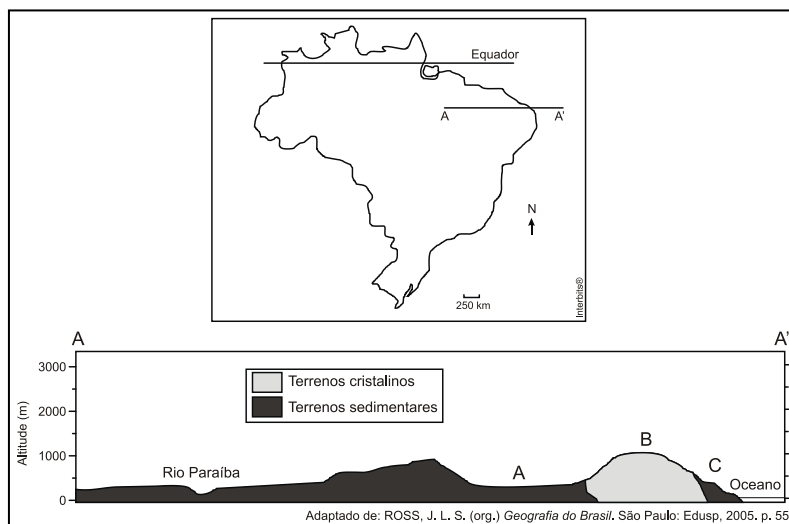 Equador
A A'
N
250 km
Interbits®
A A'
3000
2000
1000
0
Altitude (m)
Terrenos cristalinos
Terrenos sedimentares
Rio Paraíba
A
B
C
Oceano
Adaptado de: ROSS, J. L. S. (org.) Geografia do Brasil. São Paulo: Edusp, 2005. p. 55